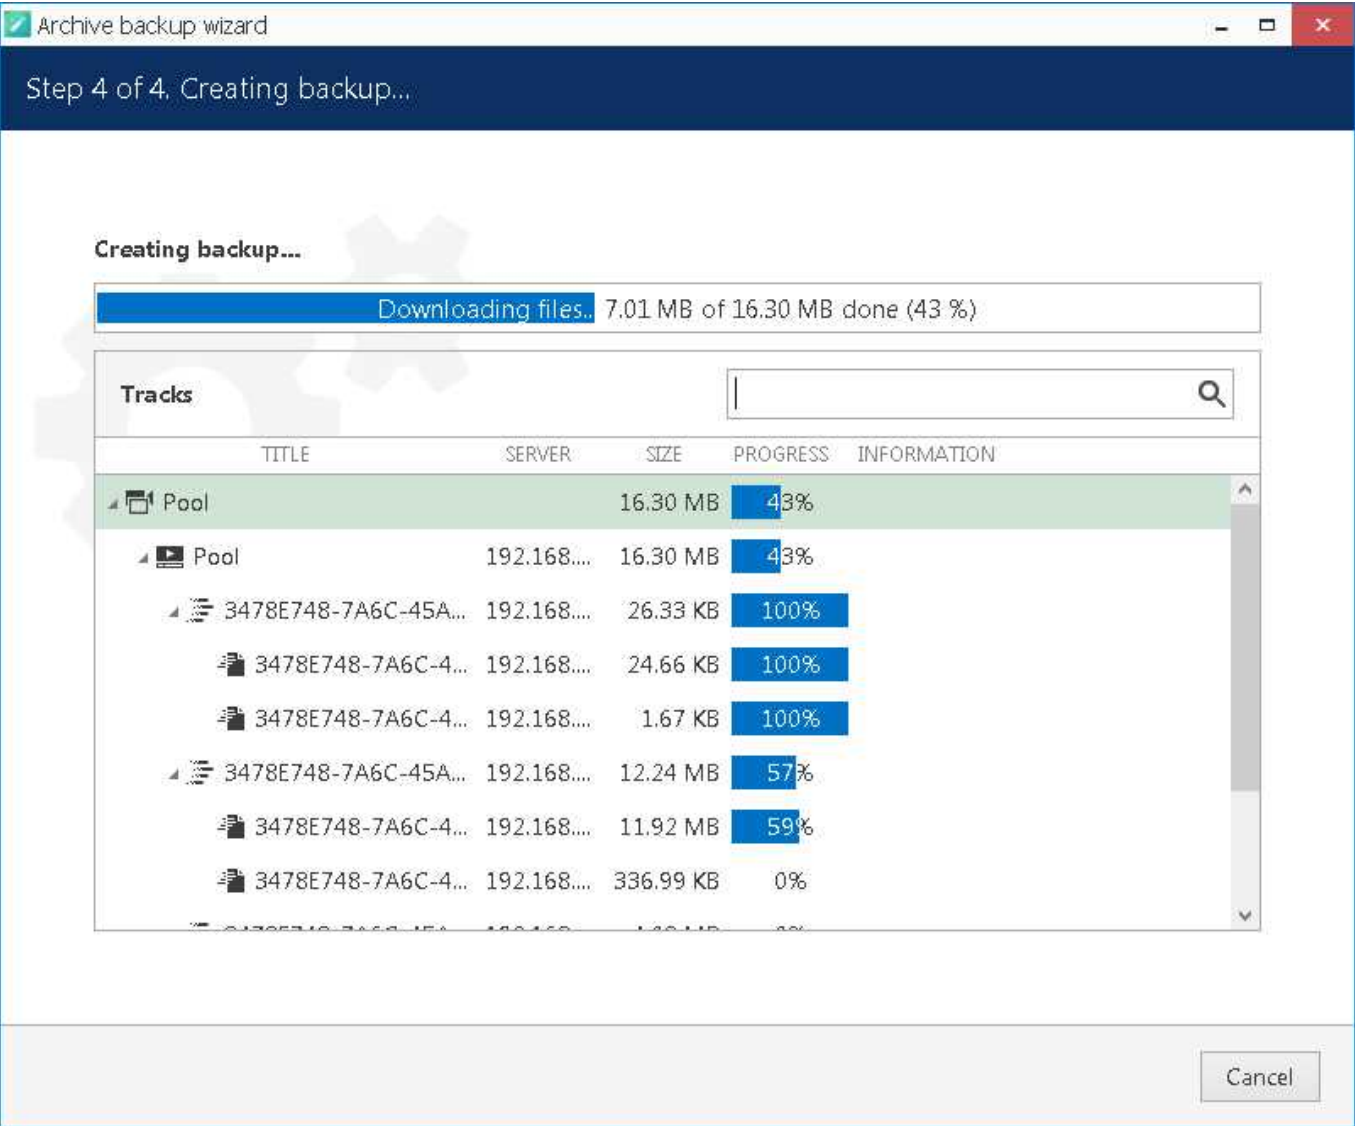 Archive backup wizard
Step 4 of 4. Creating backup...
Creating backup...
Downloading files.. 7.01 MB of 16.30 MB done (43 %)
Tracks
TITLE SERVER SIZE PROGRESS INFORMATION
Pool 16.30 MB 43%
Pool 192.168.... 16.30 MB 43%
3478E748-7A6C-45A... 192.168.... 26.33 KB 100%
3478E748-7A6C-4... 192.168.... 24.66 KB 100%
3478E748-7A6C-4... 192.168.... 1.67 KB 100%
3478E748-7A6C-45A... 192.168.... 12.24 MB 57%
3478E748-7A6C-4... 192.168.... 11.92 MB 59%
3478E748-7A6C-4... 192.168.... 336.99 KB 0%
Cancel